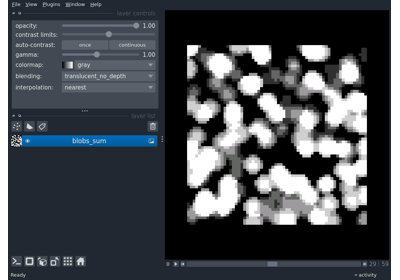 File View Plugins Window Help
layer controls
opacity: 1.00
contrast limits:
auto-contrast: once continuous
gamma: 1.00
colormap: gray
blending: translucent_no_depth
interpolation: nearest
layer list
blobs_sum
29 59
Ready
activity